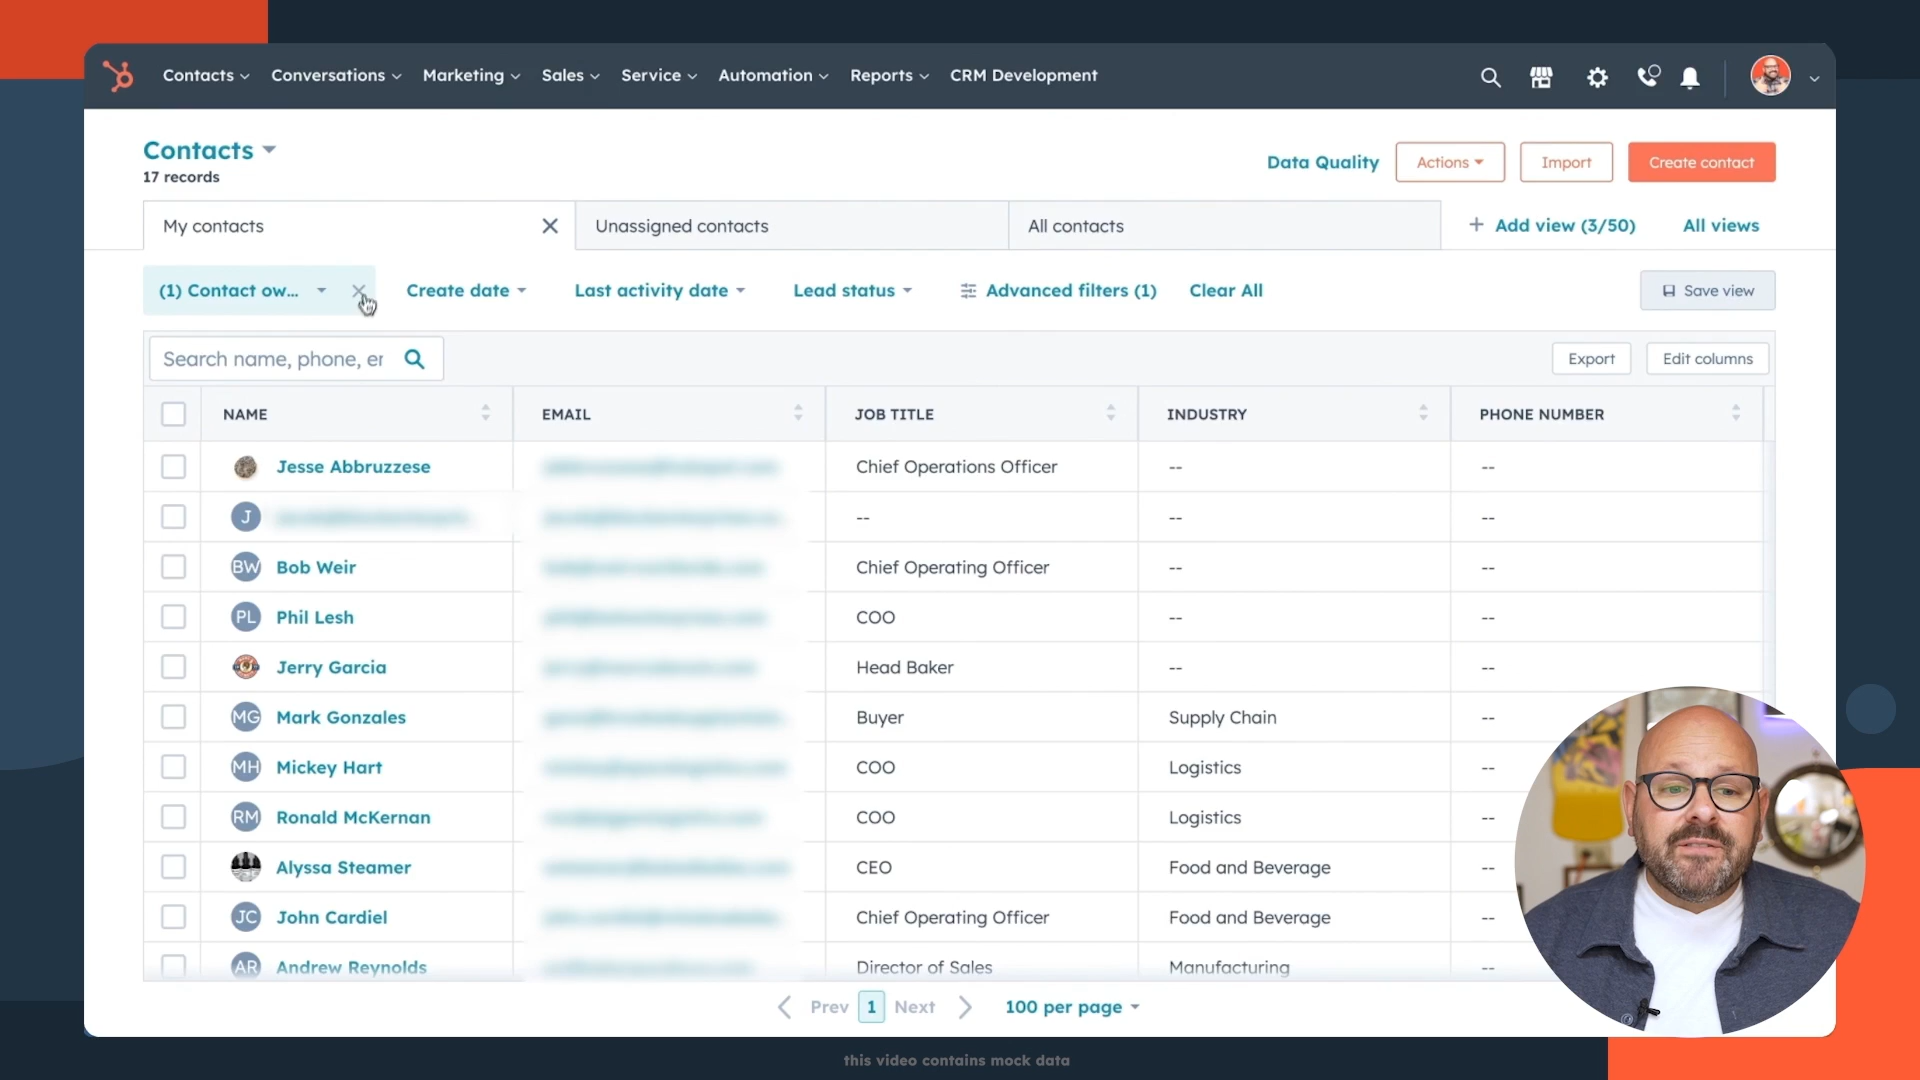 Contacts Conversations Marketing Sales Service Automation Reports CRM Development
Contacts
17 records
Data Quality Actions Import Create contact
My contacts Unassigned contacts All contacts + Add view (3/50) All views
(1) Contact ow... Create date Last activity date Lead status Advanced filters (1) Clear All Save view
Search name, phone, er Export Edit columns
NAME EMAIL JOB TITLE INDUSTRY PHONE NUMBER
Jesse Abbruzzese Chief Operations Officer -- --
J -- -- --
BW Bob Weir Chief Operating Officer -- --
PL Phil Lesh COO -- --
Jerry Garcia Head Baker -- --
MG Mark Gonzales Buyer Supply Chain --
MH Mickey Hart COO Logistics --
RM Ronald McKernan COO Logistics --
Alyssa Steamer CEO Food and Beverage --
JC John Cardiel Chief Operating Officer Food and Beverage --
AR Andrew Reynolds Director of Sales Manufacturing --
Prev 1 Next 100 per page
this video contains mock data